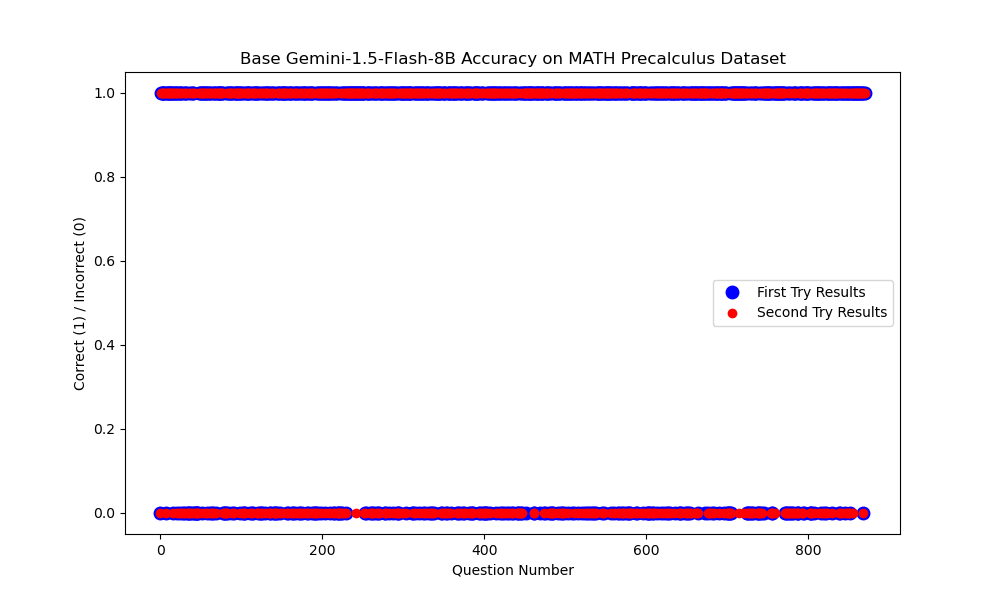 Base Gemini-1.5-Flash-8B Accuracy on MATH Precalculus Dataset
1.0
0.8
0.6
0.4
0.2
0.0
Correct (1) / Incorrect (0)
First Try Results
Second Try Results
0 200 400 600 800
Question Number